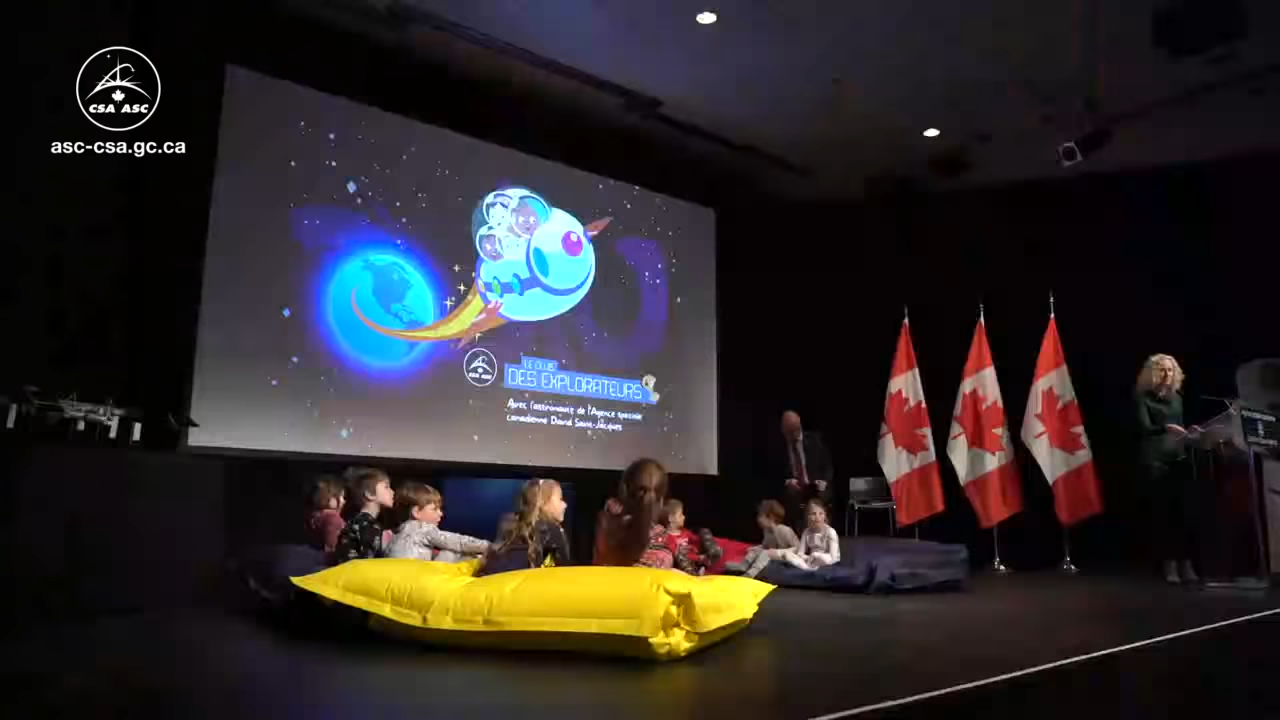 CSA ASC
asc-csa.gc.ca
CSA ASC
LE CLUB
DES EXPLORATEURS
Avec l'astronaute de l'Agence spatiale
canadienne David Saint-Jacques